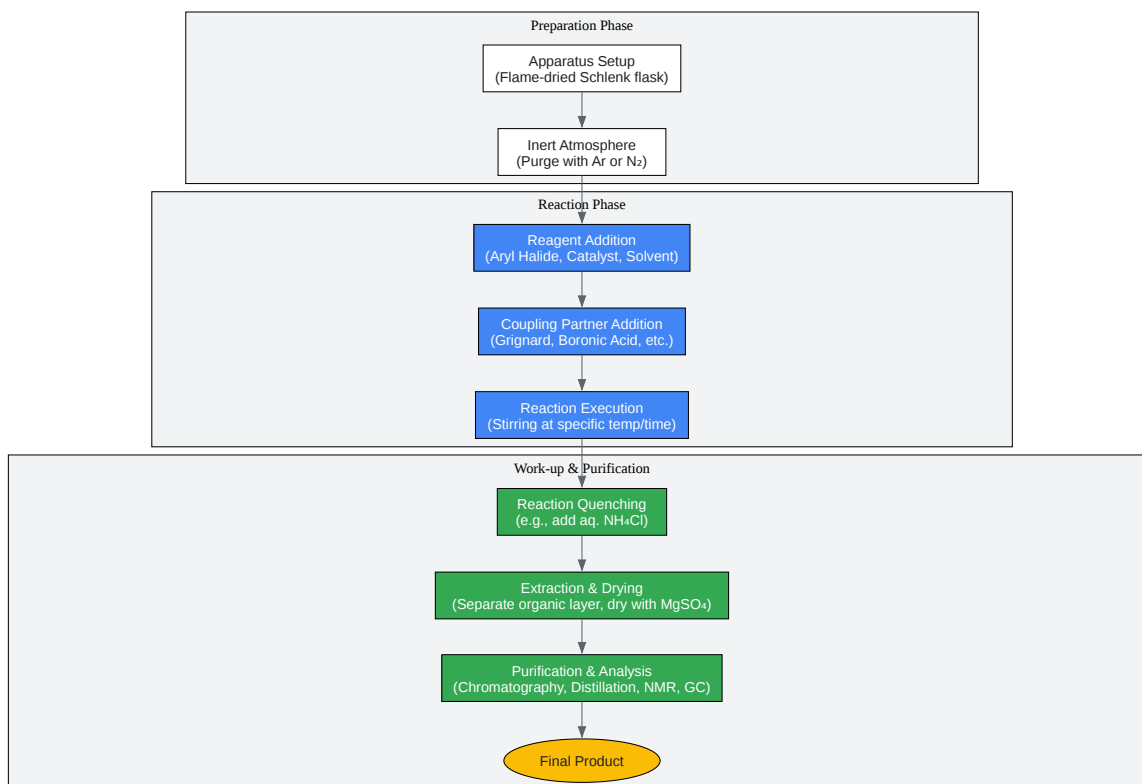 Preparation Phase
Apparatus Setup
(Flame-dried Schlenk flask)
Inert Atmosphere
(Purge with Ar or N₂)
Reaction Phase
Reagent Addition
(Aryl Halide, Catalyst, Solvent)
Coupling Partner Addition
(Grignard, Boronic Acid, etc.)
Reaction Execution
(Stirring at specific temp/time)
Work-up & Purification
Reaction Quenching
(e.g., add aq. NH₄Cl)
Extraction & Drying
(Separate organic layer, dry with MgSO₄)
Purification & Analysis
(Chromatography, Distillation, NMR, GC)
Final Product